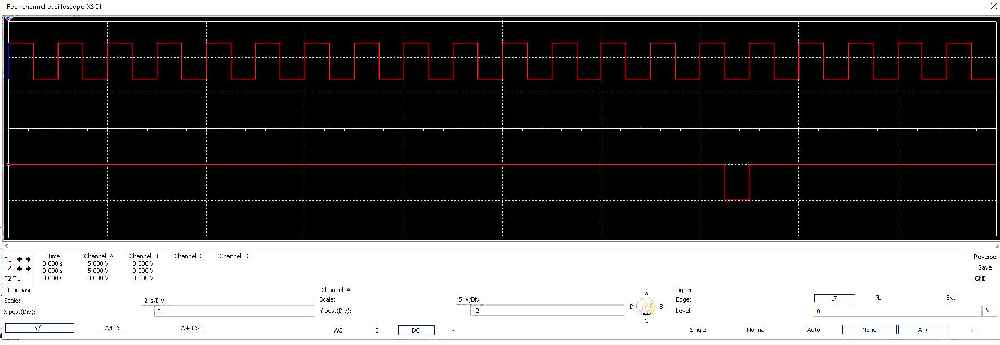 Four channel oscilloscope-XSC1
Time Channel_A Channel_B Channel_C Channel_D
T1 0.000 s 5.000 V 0.000 V
T2 0.000 s 5.000 V 0.000 V
T2-T1 0.000 s 0.000 V 0.000 V
Reverse
Save
GND
Timebase
Scale: 2 s/Div
X pos.(Div): 0
Channel_A
Scale: 5 V/Div
Y pos.(Div): -2
A
D B
C
Trigger
Edge: Ext
Level: 0 V
Y/T A/B > A+B > AC 0 DC - Single Normal Auto None A > Ext